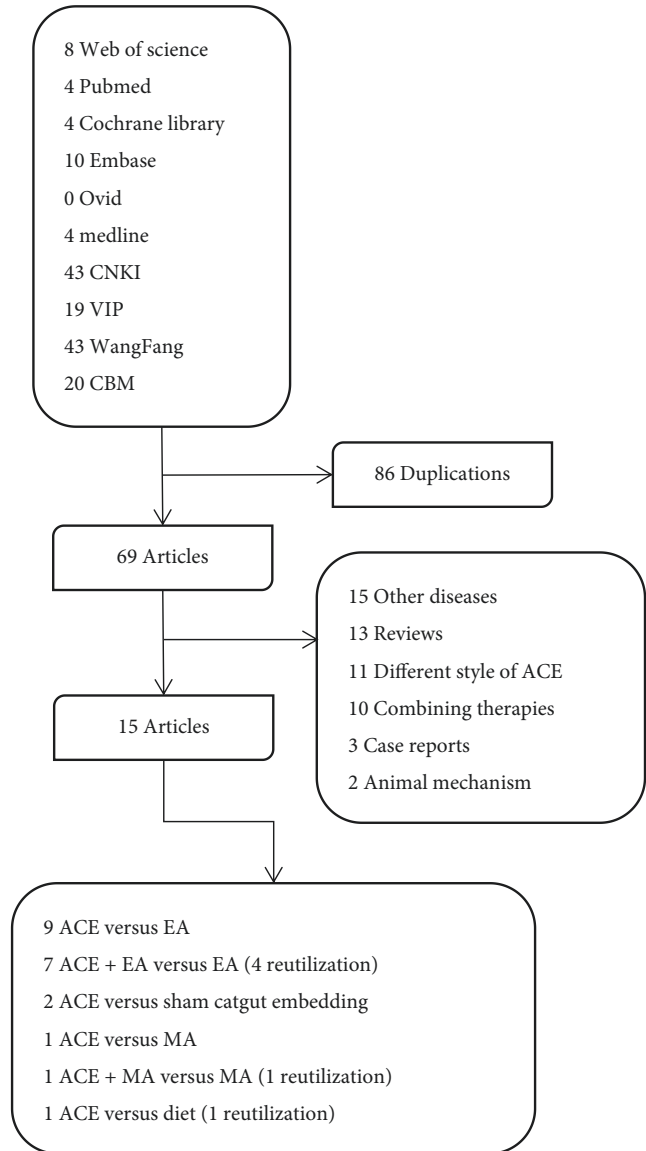 8 Web of science
4 Pubmed
4 Cochrane library
10 Embase
0 Ovid
4 medline
43 CNKI
19 VIP
43 WangFang
20 CBM
86 Duplications
69 Articles
15 Other diseases
13 Reviews
11 Different style of ACE
10 Combining therapies
3 Case reports
2 Animal mechanism
15 Articles
9 ACE versus EA
7 ACE + EA versus EA (4 reutilization)
2 ACE versus sham catgut embedding
1 ACE versus MA
1 ACE + MA versus MA (1 reutilization)
1 ACE versus diet (1 reutilization)